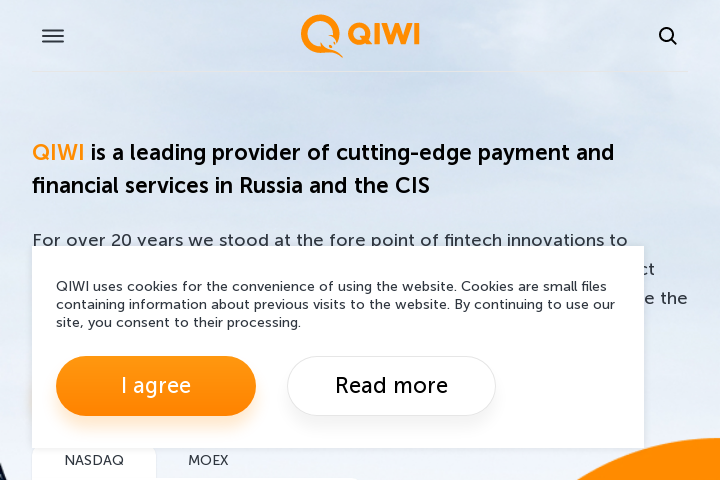 QIWI
QIWI is a leading provider of cutting-edge payment and
financial services in Russia and the CIS
For over 20 years we stood at the fore point of fintech innovations to
the
QIWI uses cookies for the convenience of using the website. Cookies are small files
containing information about previous visits to the website. By continuing to use our
site, you consent to their processing.
I agree
Read more
NASDAQ
MOEX